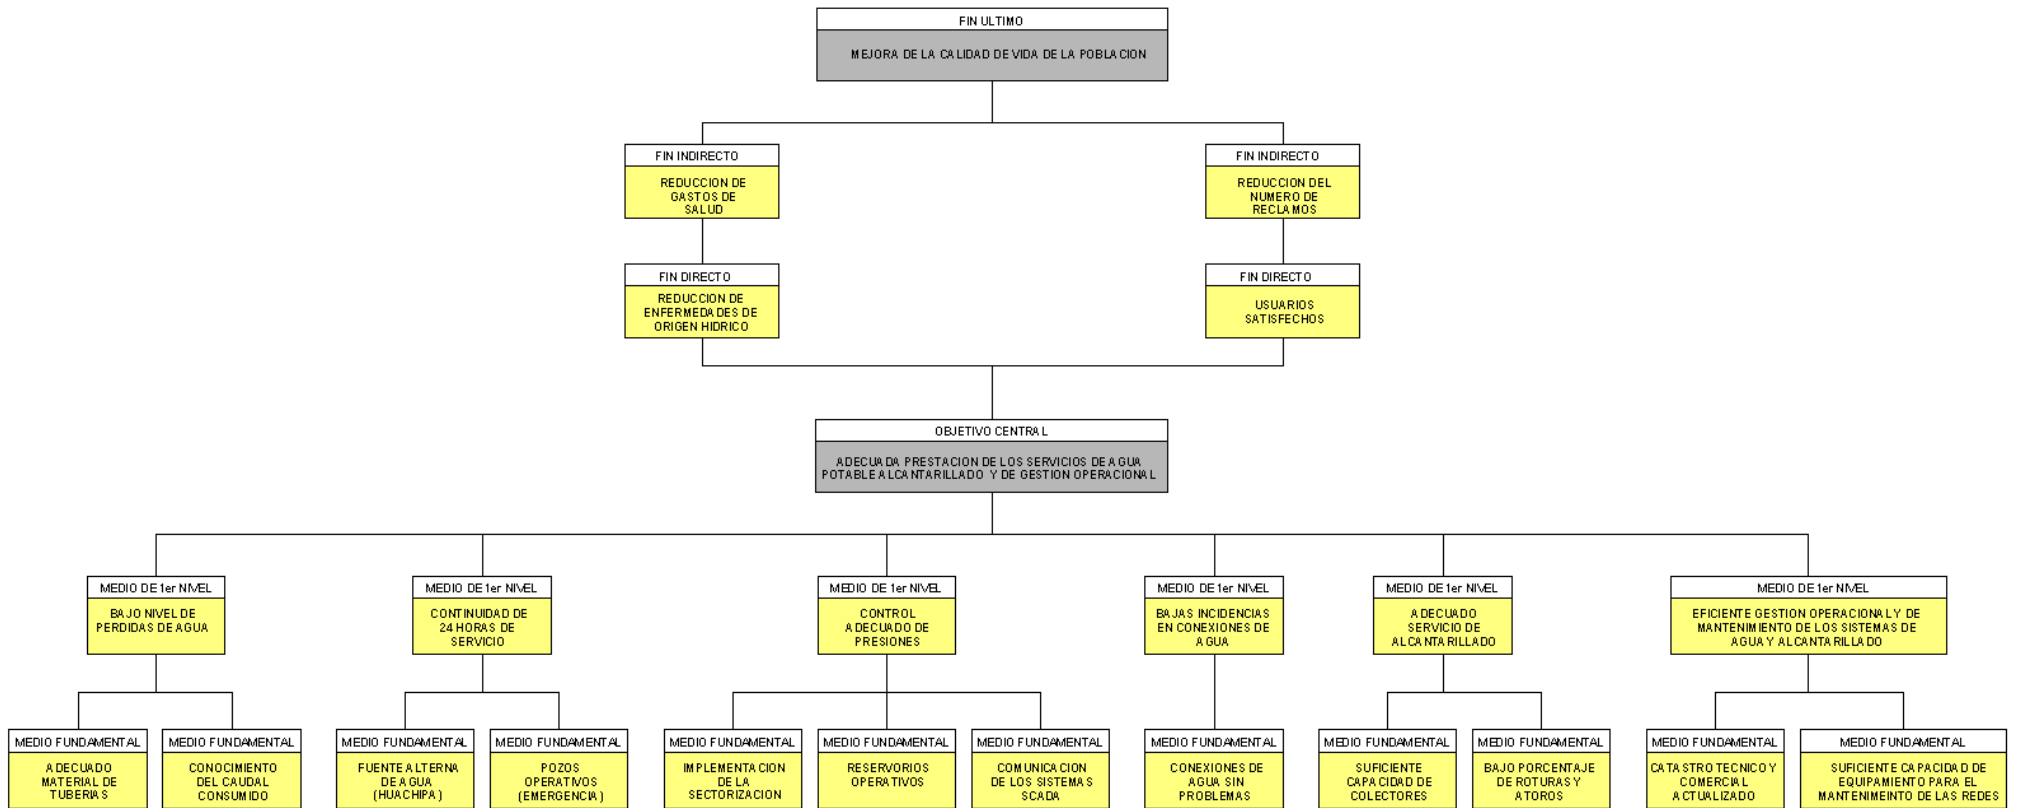 FIN ULTIMO
MEJORA DE LA CALIDAD DE VIDA DE LA POBLACION
FIN INDIRECTO
REDUCCION DE
GASTOS DE
SALUD
FIN INDIRECTO
REDUCCION DEL
NUMERO DE
RECLAMOS
FIN DIRECTO
REDUCCION DE
ENFERMEDADES DE
ORIGEN HIDRICO
FIN DIRECTO
USUARIOS
SATISFECHOS
OBJETIVO CENTRAL
ADECUADA PRESTACION DE LOS SERVICIOS DE AGUA
POTABLE ALCANTARILLADO Y DE GESTION OPERACIONAL
MEDIO DE 1er NIVEL
BAJO NIVEL DE
PERDIDAS DE AGUA
MEDIO DE 1er NIVEL
CONTINUIDAD DE
24 HORAS DE
SERVICIO
MEDIO DE 1er NIVEL
CONTROL
ADECUADO DE
PRESIONES
MEDIO DE 1er NIVEL
BAJAS INCIDENCIAS
EN CONEXIONES DE
AGUA
MEDIO DE 1er NIVEL
ADECUADO
SERVICIO DE
ALCANTARILLADO
MEDIO DE 1er NIVEL
EFICIENTE GESTION OPERACIONAL Y DE
MANTENIMIENTO DE LOS SISTEMAS DE
AGUA Y ALCANTARILLADO
MEDIO FUNDAMENTAL
ADECUADO
MATERIAL DE
TUBERIAS
MEDIO FUNDAMENTAL
CONOCIMIENTO
DEL CAUDAL
CONSUMIDO
MEDIO FUNDAMENTAL
FUENTE ALTERNA
DE AGUA
(HUACHIPA)
MEDIO FUNDAMENTAL
POZOS
OPERATIVOS
(EMERGENCIA)
MEDIO FUNDAMENTAL
IMPLEMENTACION
DE LA
SECTORIZACION
MEDIO FUNDAMENTAL
RESERVORIOS
OPERATIVOS
MEDIO FUNDAMENTAL
COMUNICACION
DE LOS SISTEMAS
SCADA
MEDIO FUNDAMENTAL
CONEXIONES DE
AGUA SIN
PROBLEMAS
MEDIO FUNDAMENTAL
SUFICIENTE
CAPACIDAD DE
COLECTORES
MEDIO FUNDAMENTAL
BAJO PORCENTAJE
DE ROTURAS Y
ATOROS
MEDIO FUNDAMENTAL
CATASTRO TECNICO Y
COMERCIAL
ACTUALIZADO
MEDIO FUNDAMENTAL
SUFICIENTE CAPACIDAD DE
EQUIPAMIENTO PARA EL
MANTENIMEINTO DE LAS REDES